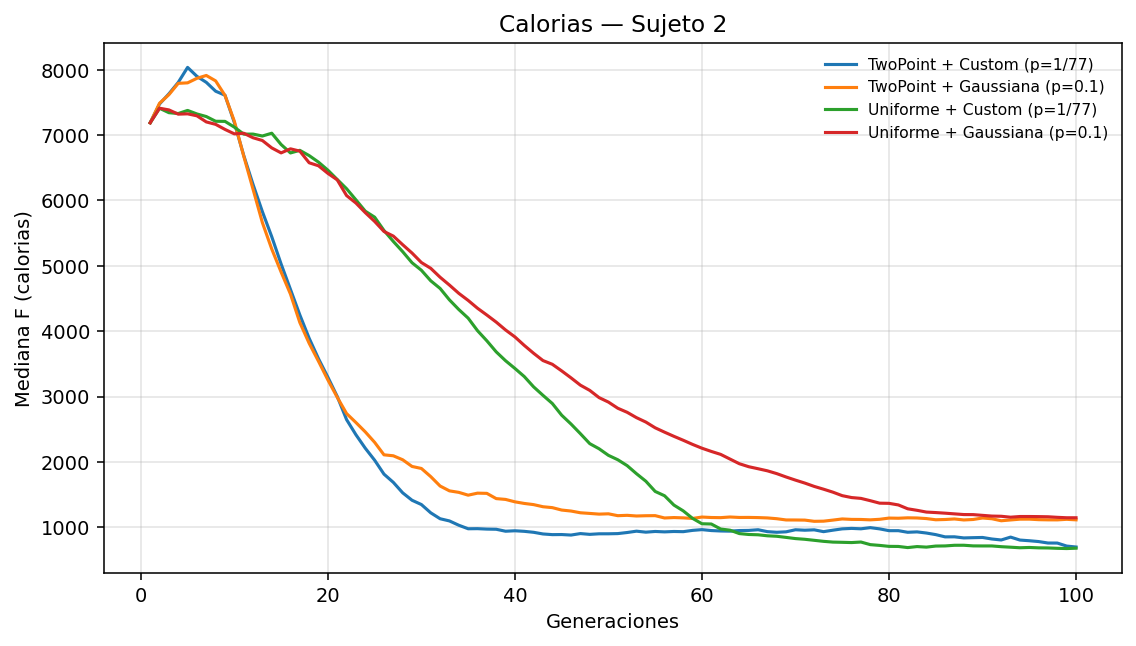 Calorias — Sujeto 2
TwoPoint + Custom (p=1/77)
TwoPoint + Gaussiana (p=0.1)
Uniforme + Custom (p=1/77)
Uniforme + Gaussiana (p=0.1)
Mediana F (calorias)
8000
7000
6000
5000
4000
3000
2000
1000
0 20 40 60 80 100
Generaciones